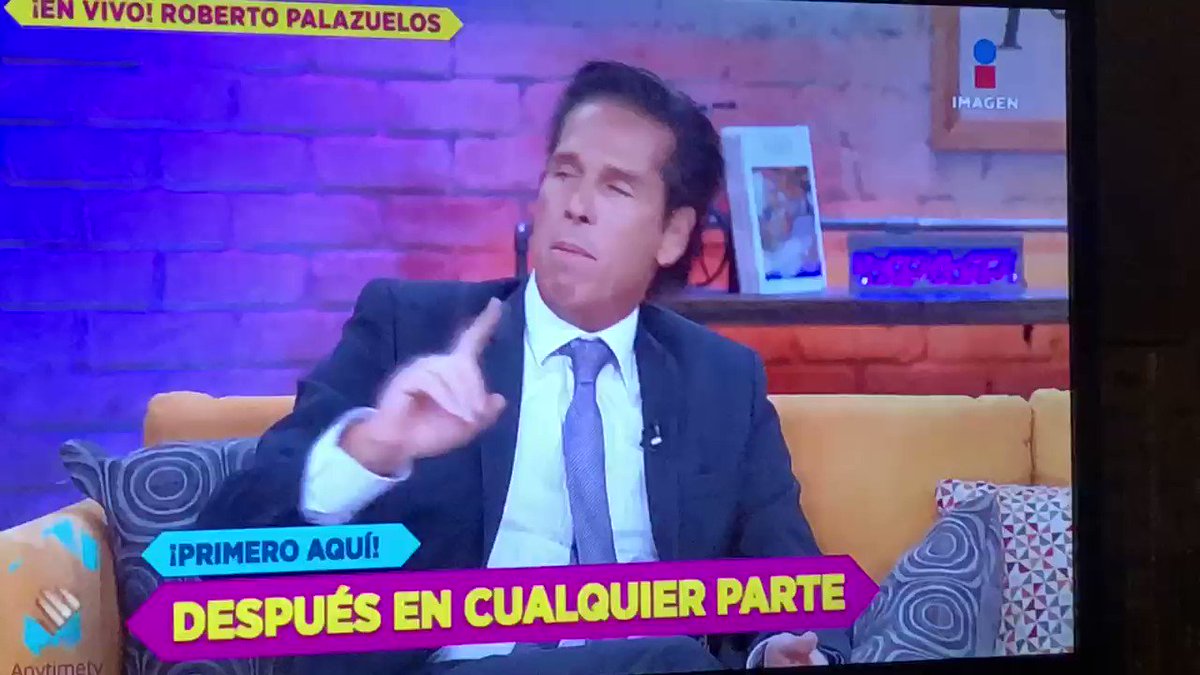 ¡EN VIVO! ROBERTO PALAZUELOS
IMAGEN
¡PRIMERO AQUÍ!
DESPUÉS EN CUALQUIER PARTE
Anytimetv